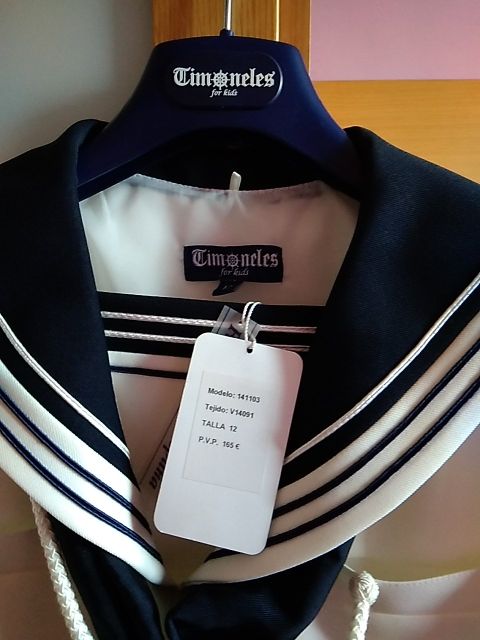 Timoneles
for kids
Timoneles
for kids
Modelo: 141103
Tejido: V14091
TALLA 12
P.V.P. 165 €